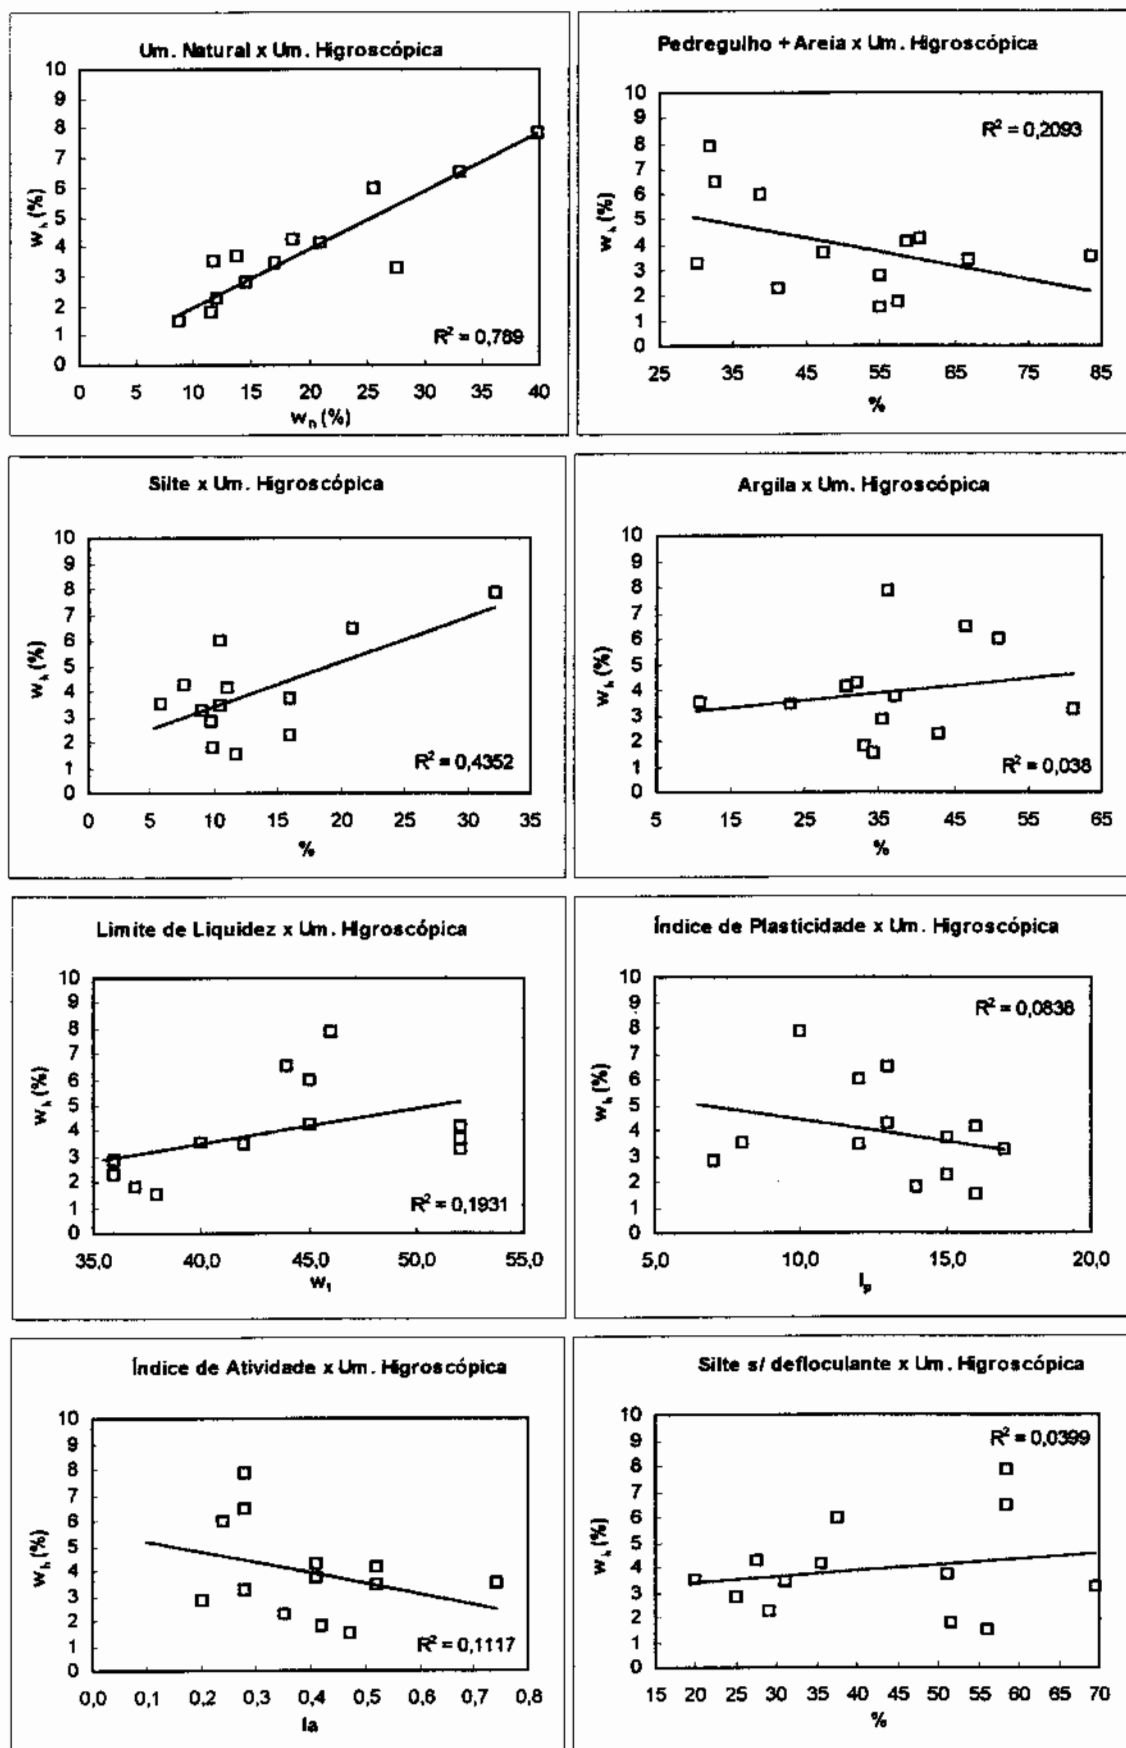 Um. Natural x Um. Higroscópica
10
9
8
7
6
5
4
3
2
1
0
w_h (%)
R² = 0,789
0 5 10 15 20 25 30 35 40
w_n (%)
Pedregulho + Areia x Um. Higroscópica
10
9
8
7
6
5
4
3
2
1
0
w_h (%)
R² = 0,2093
25 35 45 55 65 75 85
%
Silte x Um. Higroscópica
10
9
8
7
6
5
4
3
2
1
0
w_h (%)
R² = 0,4352
0 5 10 15 20 25 30 35
%
Argila x Um. Higroscópica
10
9
8
7
6
5
4
3
2
1
0
w_h (%)
R² = 0,038
5 15 25 35 45 55 65
%
Limite de Liquidez x Um. Higroscópica
10
9
8
7
6
5
4
3
2
1
0
w_h (%)
R² = 0,1931
35,0 40,0 45,0 50,0 55,0
w_l
Índice de Plasticidade x Um. Higroscópica
10
9
8
7
6
5
4
3
2
1
0
w_h (%)
R² = 0,0838
5,0 10,0 15,0 20,0
I_p
Índice de Atividade x Um. Higroscópica
10
9
8
7
6
5
4
3
2
1
0
w_h (%)
R² = 0,1117
0,0 0,1 0,2 0,3 0,4 0,5 0,6 0,7 0,8
Ia
Silte s/ defloculante x Um. Higroscópica
10
9
8
7
6
5
4
3
2
1
0
w_h (%)
R² = 0,0399
15 20 25 30 35 40 45 50 55 60 65 70
%